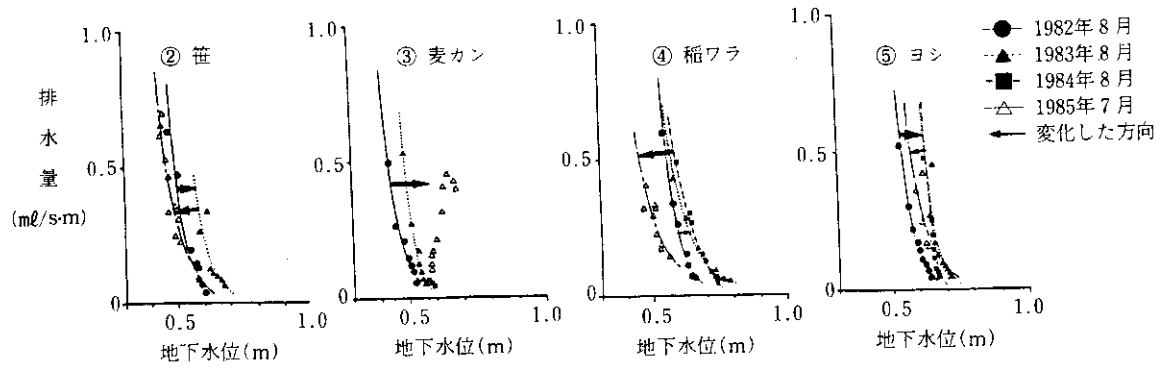 排水量
(mℓ/s·m)
1.0
0.5
0
② 笹
0.5
1.0
地下水位(m)
1.0
0.5
0
③ 麦カン
0.5
1.0
地下水位(m)
1.0
0.5
0
④ 稲ワラ
0.5
1.0
地下水位(m)
1.0
0.5
0
⑤ ヨシ
0.5
1.0
地下水位(m)
1982年8月
1983年8月
1984年8月
1985年7月
変化した方向